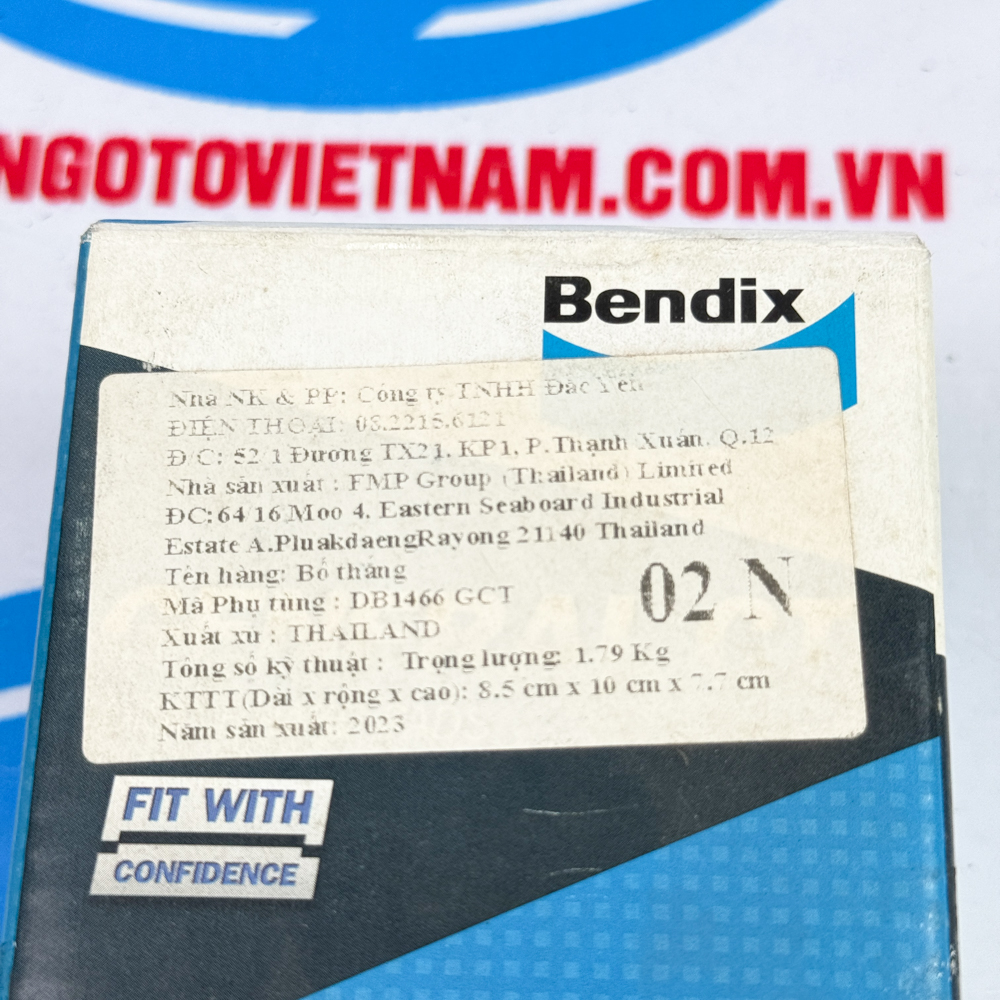 NGOTOVIETNAM.COM.VN
Bendix
Nhà NK & PP: Công ty TNHH Đắc Yến
ĐIỆN THOẠI: 08.2215.6121
Đ/C: 52/1 Đường TX21, KP1, P.Thạnh Xuân, Q.12
Nhà sản xuất : FMP Group (Thailand) Limited
ĐC: 64/16 Moo 4, Eastern Seaboard Industrial
Estate A.PluakdaengRayong 21140 Thailand
Tên hàng: Bố thắng
Mã Phụ tùng : DB1466 GCT
02 N
Xuất xứ : THAILAND
Tông số kỹ thuật : Trọng lượng: 1.79 Kg
KTTT(Dài x rộng x cao): 8.5 cm x 10 cm x 7.7 cm
Năm sản xuất: 2023
FIT WITH
CONFIDENCE